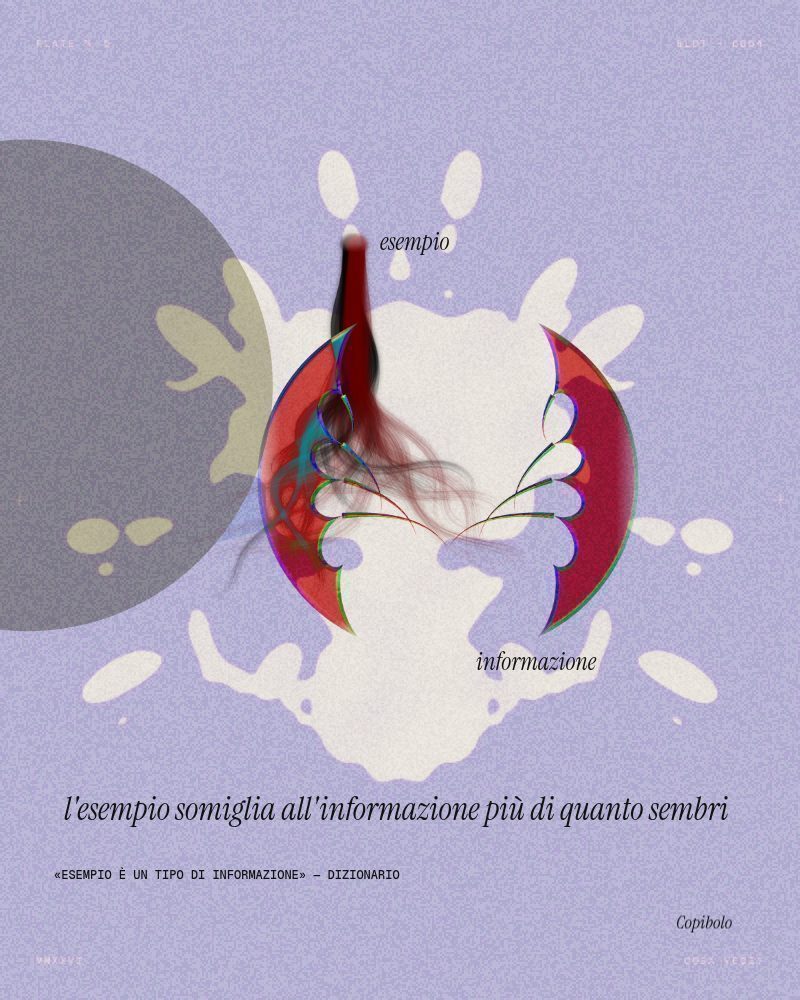 esempio
informazione
l'esempio somiglia all'informazione più di quanto sembri
«ESEMPIO È UN TIPO DI INFORMAZIONE» — DIZIONARIO
Copibolo